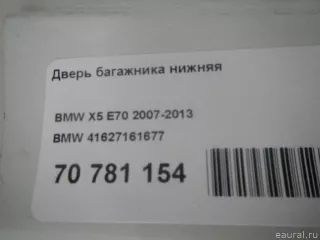 Дверь багажника нижняя
BMW X5 E70 2007-2013
BMW 41627161677
70 781 154
eaural.ru